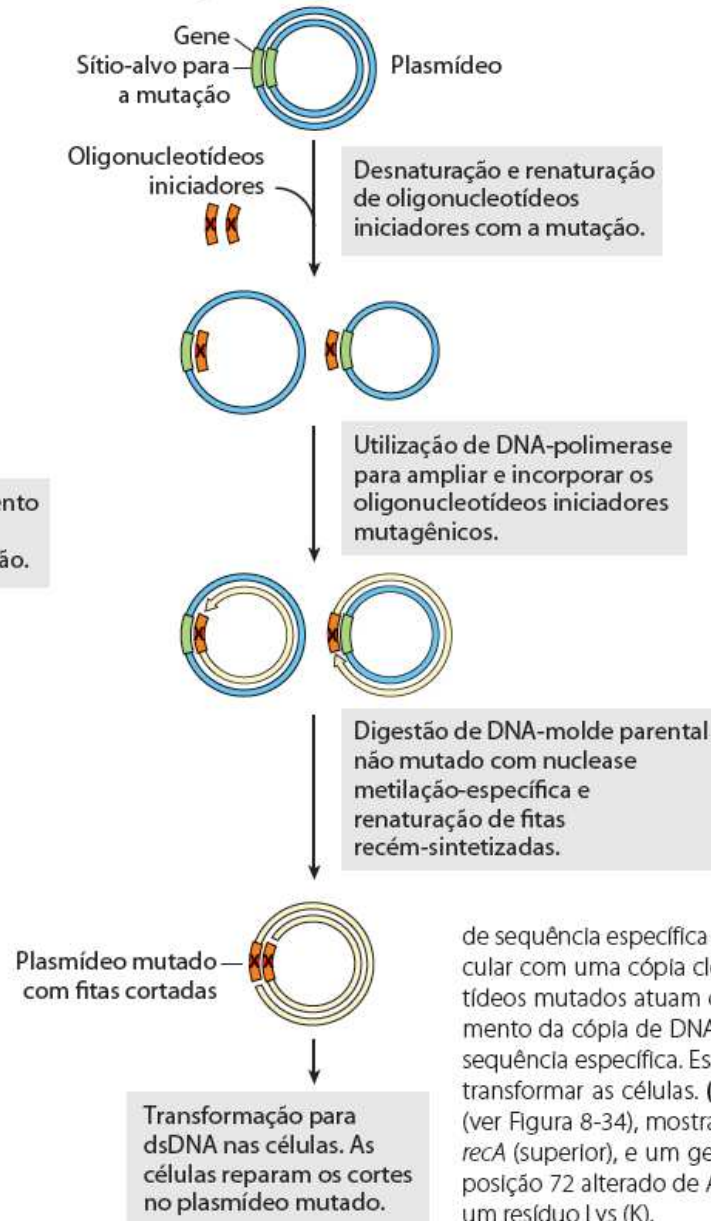 Gene
Sítio-alvo para
a mutação
Plasmídeo
Oligonucleotídeos
iniciadores
Desnaturação e renaturação
de oligonucleotídeos
iniciadores com a mutação.
Utilização de DNA-polimerase
para ampliar e incorporar os
oligonucleotídeos iniciadores
mutagênicos.
ento
ão.
Digestão de DNA-molde parental
não mutado com nuclease
metilação-específica e
renaturação de fitas
recém-sintetizadas.
Plasmídeo mutado
com fitas cortadas
Transformação para
dsDNA nas células. As
células reparam os cortes
no plasmídeo mutado.
de sequência específica
cular com uma cópia clo
tídeos mutados atuam
mento da cópia de DNA
sequência específica. Es
transformar as células. (
(ver Figura 8-34), mostra
recA (superior), e um ge
posição 72 alterado de A
um resíduo Lys (K).